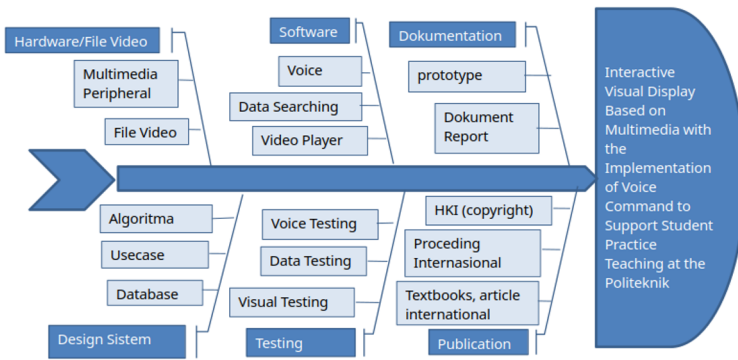 Hardware/File Video
Multimedia
Peripheral
File Video
Software
Voice
Data Searching
Video Player
Dokumentation
prototype
Dokument
Report
Algoritma
Usecase
Database
Design Sistem
Voice Testing
Data Testing
Visual Testing
Testing
HKI (copyright)
Proceding
Internasional
Textbooks, article
international
Publication
Interactive
Visual Display
Based on
Multimedia with
the
Implementation
of Voice
Command to
Support Student
Practice
Teaching at the
Politeknik